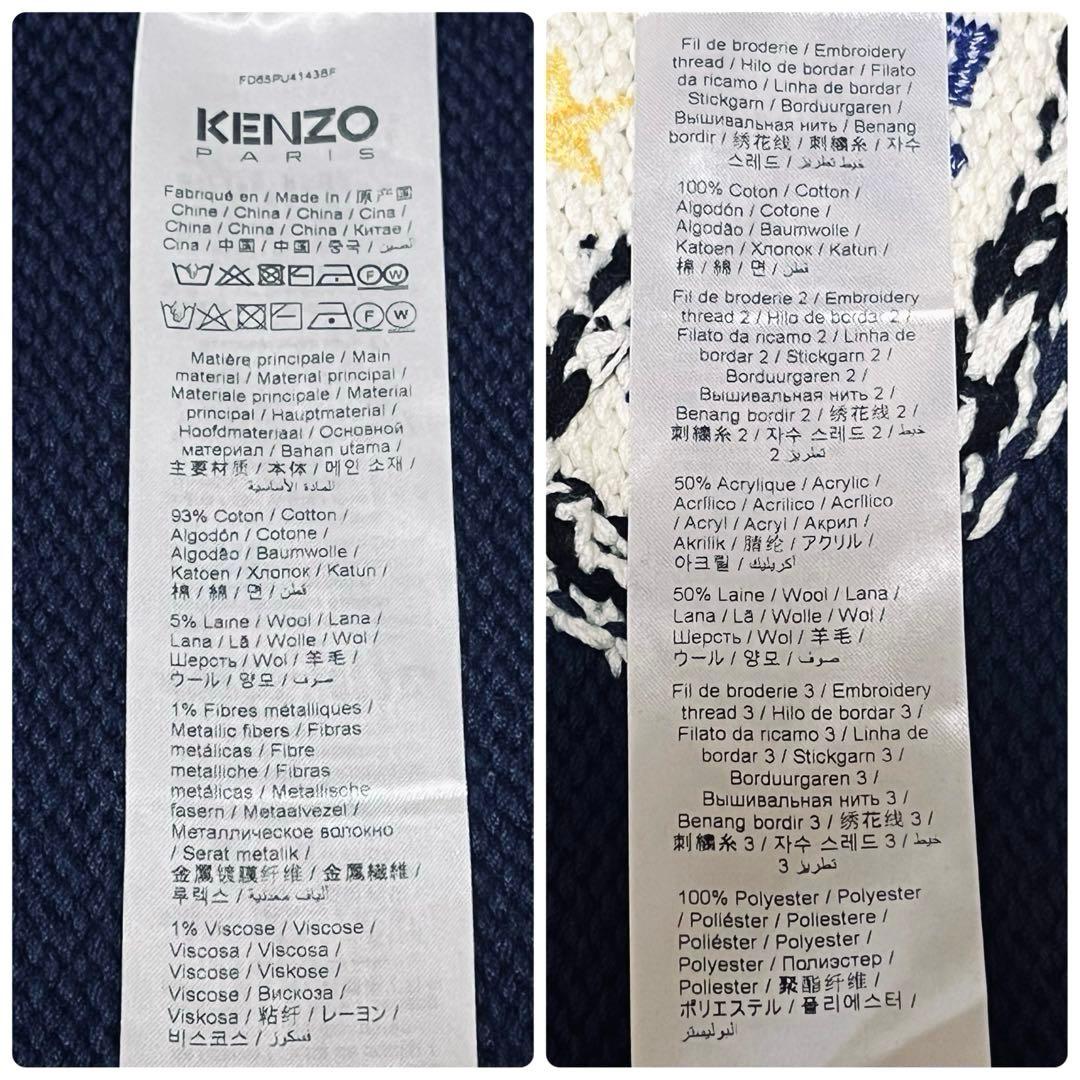 FD65PU41438F
KENZO
PARIS
Fabriqué en / Made in / 原产国
Chine / China / China / Cina /
China / China / China / Китае /
Cina / 中国 / 中国 / 중국 / الصين
F W
F W
Matière principale / Main
material / Material principal /
Materiale principale / Material
principal / Hauptmaterial /
Hoofdmateriaal / Основной
материал / Bahan utama /
主要材质 / 本体 / 메인 소재 /
المادة الأساسية
93% Coton / Cotton /
Algodón / Cotone /
Algodão / Baumwolle /
Katoen / Хлопок / Katun /
棉 / 綿 / 면 / قطن
5% Laine / Wool / Lana /
Lana / Lã / Wolle / Wol /
Шерсть / Wol / 羊毛 /
ウール / 양모 / صوف
1% Fibres métalliques /
Metallic fibers / Fibras
metálicas / Fibre
metalliche / Fibras
metálicas / Metallische
fasern / Metaalvezel /
Металлическое волокно
/ Serat metalik /
金属镀膜纤维 / 金属繊維 /
루렉스 / ألياف معدنية
1% Viscose / Viscose /
Viscosa / Viscosa /
Viscose / Viskose /
Viscose / Вискоза /
Viskosa / 粘纤 / レーヨン /
비스코스 / فسكوز
Fil de broderie / Embroidery
thread / Hilo de bordar / Filato
da ricamo / Linha de bordar /
Stickgarn / Borduurgaren /
Вышивальная нить / Benang
bordir / 绣花线 / 刺繍糸 / 자수
스레드 / خيط تطريز
100% Coton / Cotton /
Algodón / Cotone /
Algodão / Baumwolle /
Katoen / Хлопок / Katun /
棉 / 綿 / 면 / قطن
Fil de broderie 2 / Embroidery
thread 2 / Hilo de bordar 2 /
Filato da ricamo 2 / Linha de
bordar 2 / Stickgarn 2 /
Borduurgaren 2 /
Вышивальная нить 2 /
Benang bordir 2 / 绣花线 2 /
刺繍糸 2 / 자수 스레드 2 / خيط
تطريز 2
50% Acrylique / Acrylic /
Acrílico / Acrilico / Acrílico
/ Acryl / Acryl / Акрил /
Akrilik / 腈纶 / アクリル /
아크릴 / أكريليك
50% Laine / Wool / Lana /
Lana / Lã / Wolle / Wol /
Шерсть / Wol / 羊毛 /
ウール / 양모 / صوف
Fil de broderie 3 / Embroidery
thread 3 / Hilo de bordar 3 /
Filato da ricamo 3 / Linha de
bordar 3 / Stickgarn 3 /
Borduurgaren 3 /
Вышивальная нить 3 /
Benang bordir 3 / 绣花线 3 /
刺繍糸 3 / 자수 스레드 3 / خيط
تطريز 3
100% Polyester / Polyester
/ Poliéster / Poliestere /
Poliéster / Polyester /
Polyester / Полиэстер /
Poliester / 聚酯纤维 /
ポリエステル / 폴리에스터 /
البوليستر